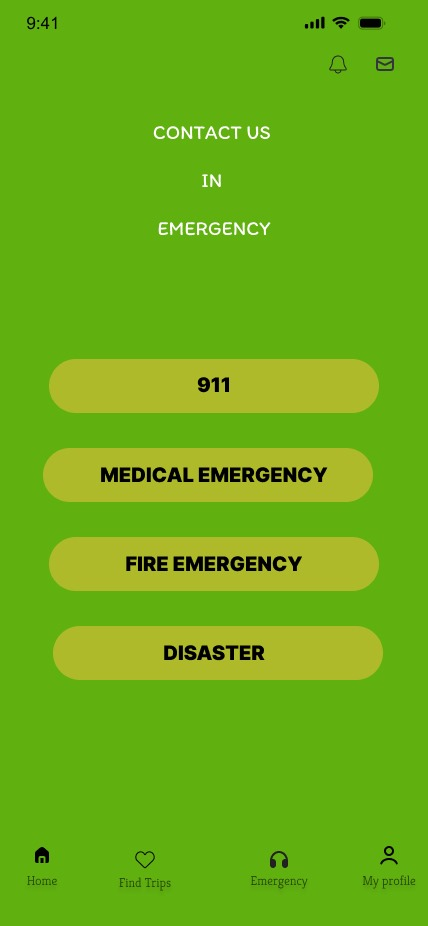 9:41
CONTACT US
IN
EMERGENCY
911
MEDICAL EMERGENCY
FIRE EMERGENCY
DISASTER
Home
Find Trips
Emergency
My profile